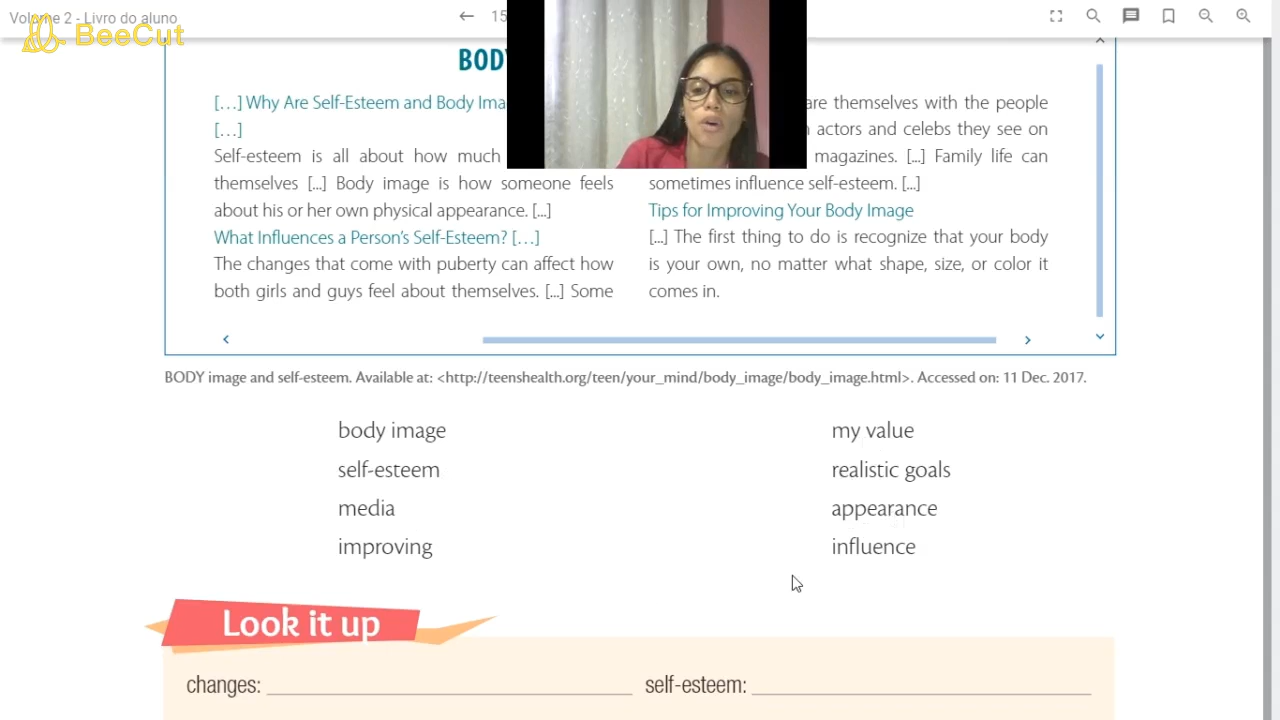 Volume 2 - Livro do aluno
15
BeeCut
BODY
[...] Why Are Self-Esteem and Body Ima
[...]
Self-esteem is all about how much
themselves [...] Body image is how someone feels
about his or her own physical appearance. [...]
What Influences a Person's Self-Esteem? [...]
The changes that come with puberty can affect how
both girls and guys feel about themselves. [...] Some
are themselves with the people
actors and celebs they see on
magazines. [...] Family life can
sometimes influence self-esteem. [...]
Tips for Improving Your Body Image
[...] The first thing to do is recognize that your body
is your own, no matter what shape, size, or color it
comes in.
BODY image and self-esteem. Available at: <http://teenshealth.org/teen/your_mind/body_image/body_image.html>. Accessed on: 11 Dec. 2017.
body image
self-esteem
media
improving
my value
realistic goals
appearance
influence
Look it up
changes:
self-esteem: